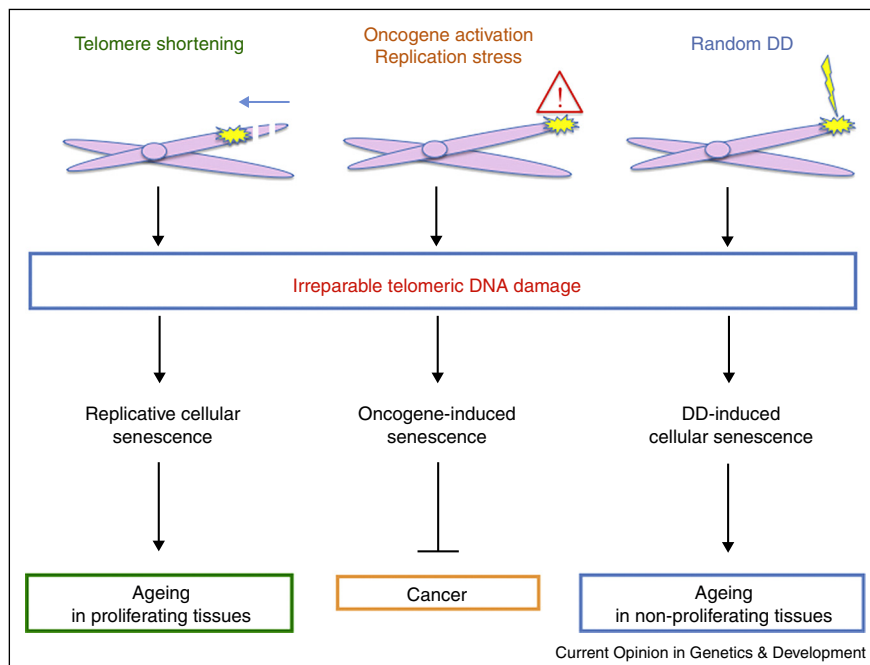 Telomere shortening
Oncogene activation
Replication stress
Random DD
!
Irreparable telomeric DNA damage
Replicative cellular
senescence
Oncogene-induced
senescence
DD-induced
cellular senescence
Ageing
in proliferating tissues
Cancer
Ageing
in non-proliferating tissues
Current Opinion in Genetics & Development